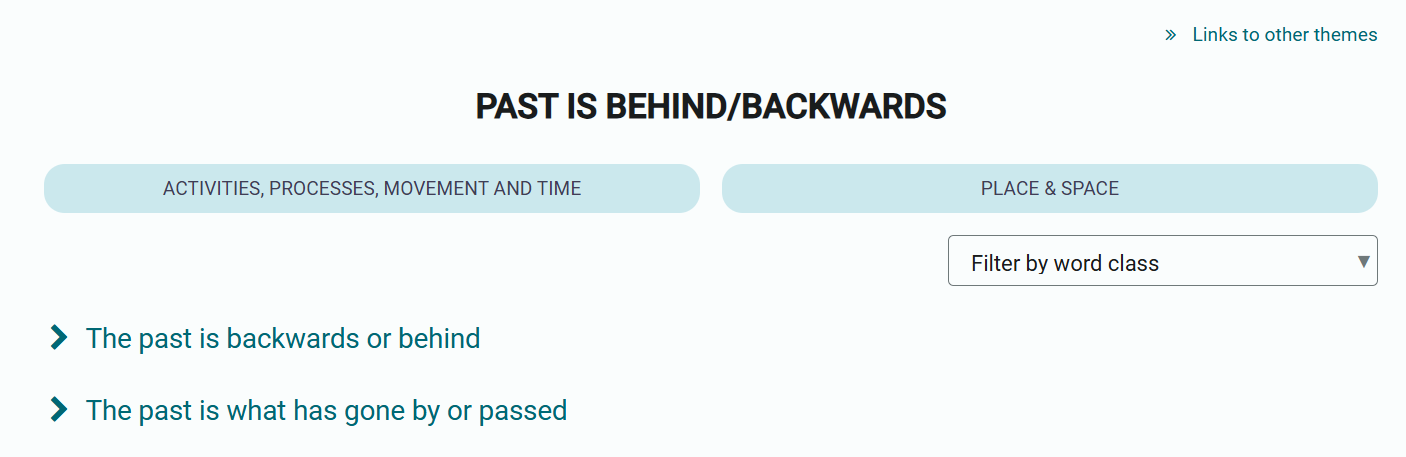 Links to other themes
PAST IS BEHIND/BACKWARDS
ACTIVITIES, PROCESSES, MOVEMENT AND TIME
PLACE & SPACE
Filter by word class
The past is backwards or behind
The past is what has gone by or passed